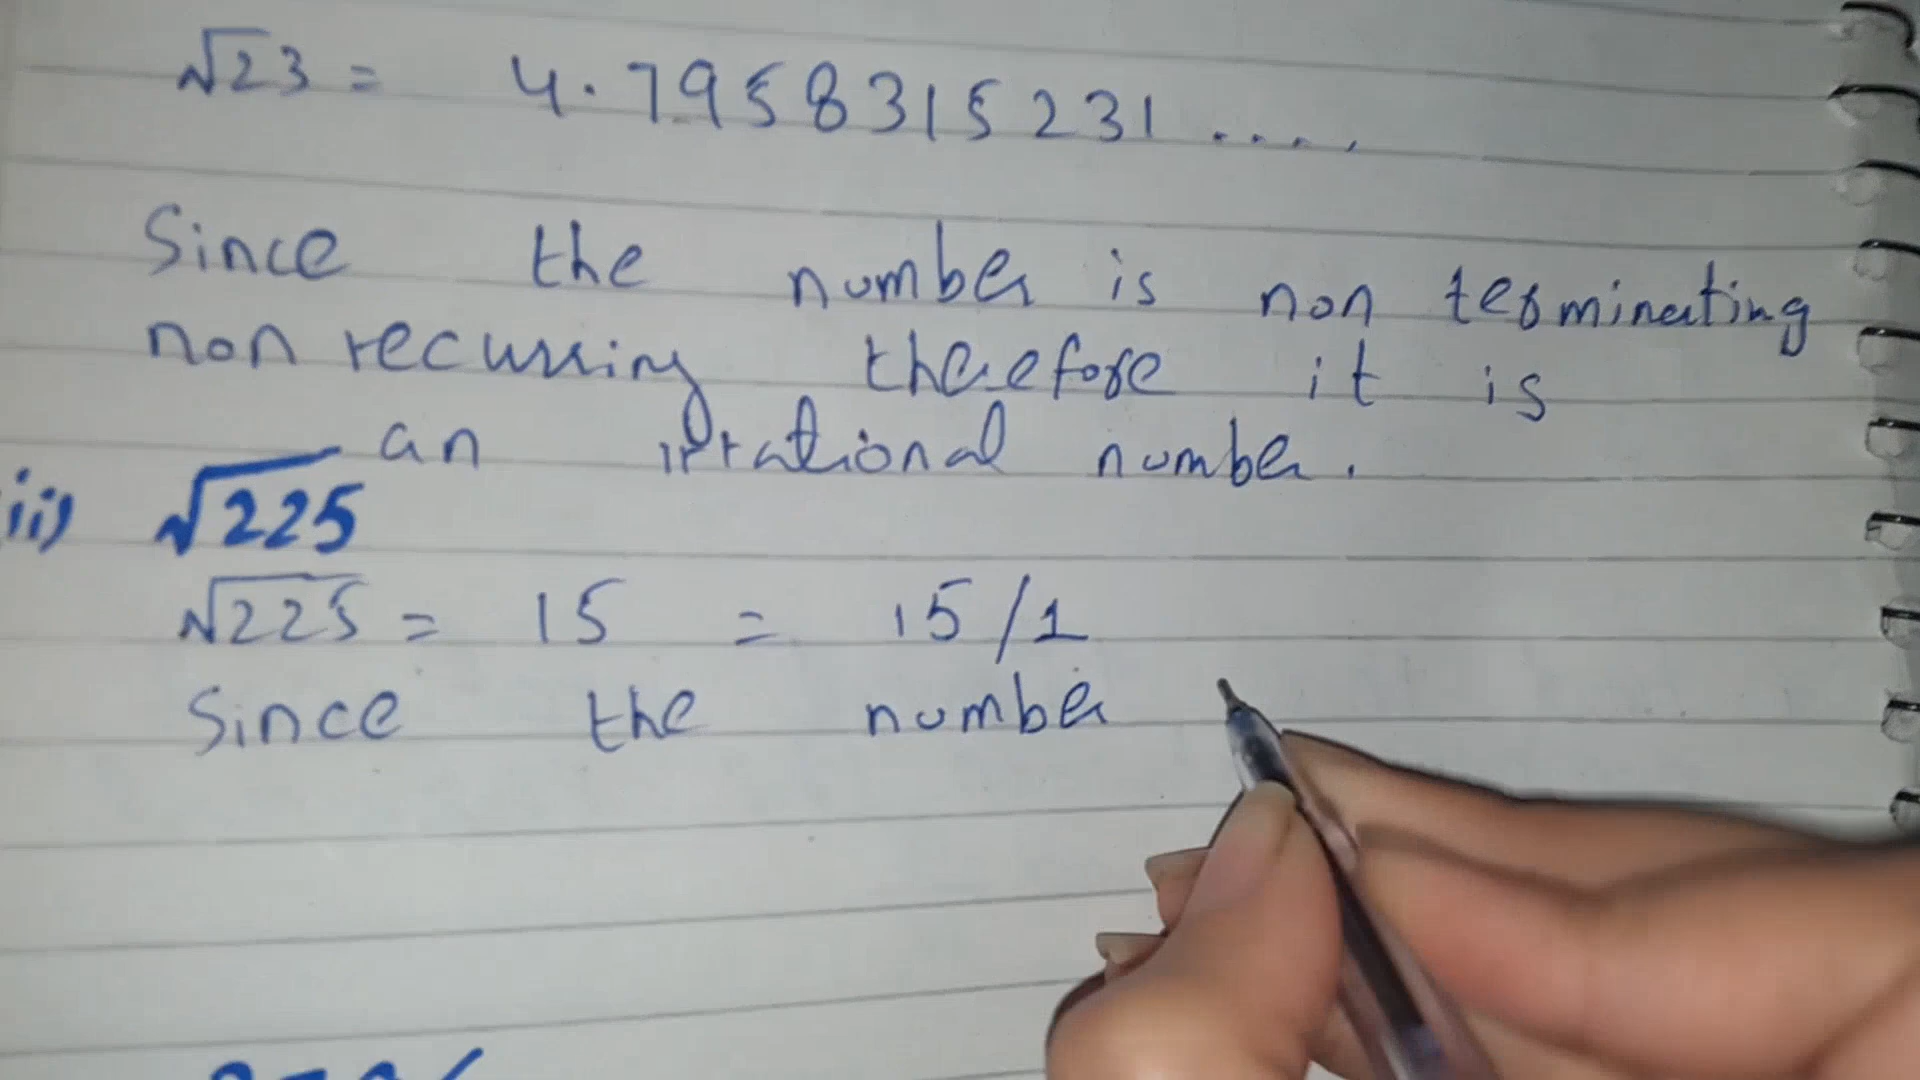 √23 = 4.7958315231....
Since the number is non terminating
non recurring therefore it is
an irrational number.
ii) √225
√225 = 15 = 15/1
Since the number